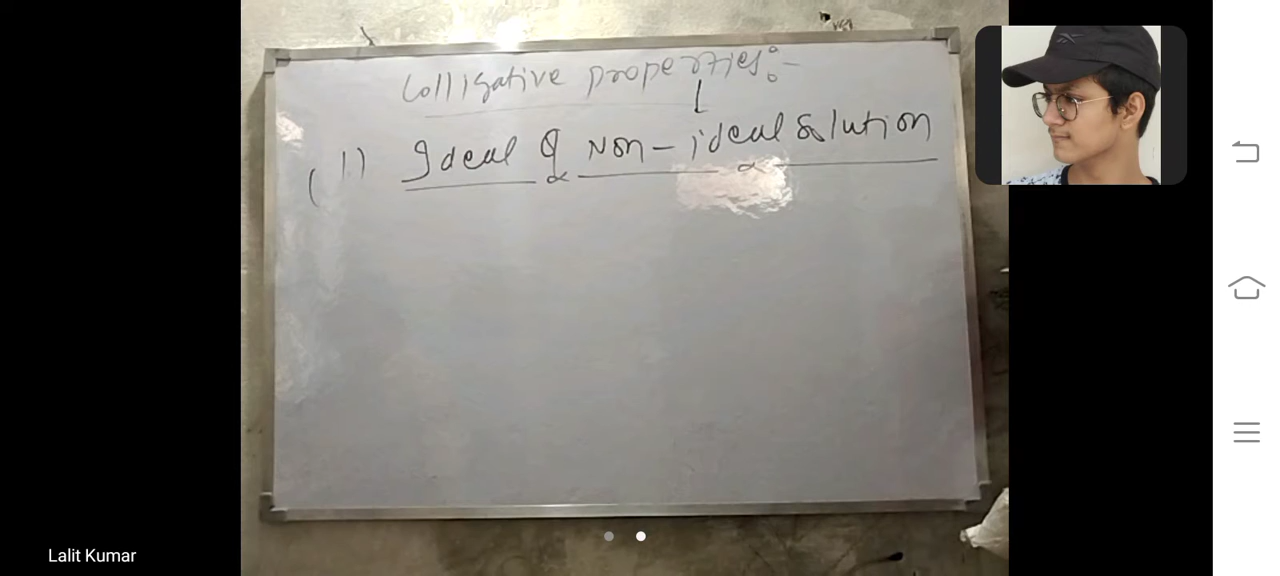 Colligative properties:-
(1) Ideal & Non-ideal Solution
Lalit Kumar